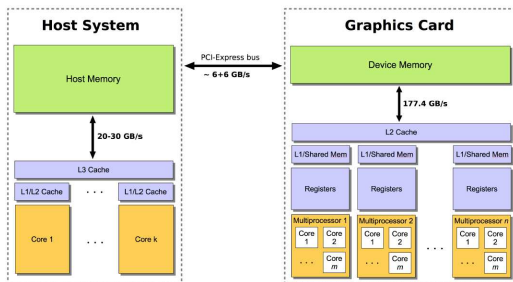 Host System
Graphics Card
PCI-Express bus
~ 6+6 GB/s
Host Memory
Device Memory
20-30 GB/s
177.4 GB/s
L3 Cache
L2 Cache
L1/L2 Cache
. . .
L1/L2 Cache
L1/Shared Mem
L1/Shared Mem
L1/Shared Mem
Registers
Registers
Registers
Core 1
. . .
Core k
Multiprocessor 1
Core
1
Core
2
. . .
Core
m
Multiprocessor 2
Core
1
Core
2
. . .
Core
m
. . .
Multiprocessor n
Core
1
Core
2
. . .
Core
m